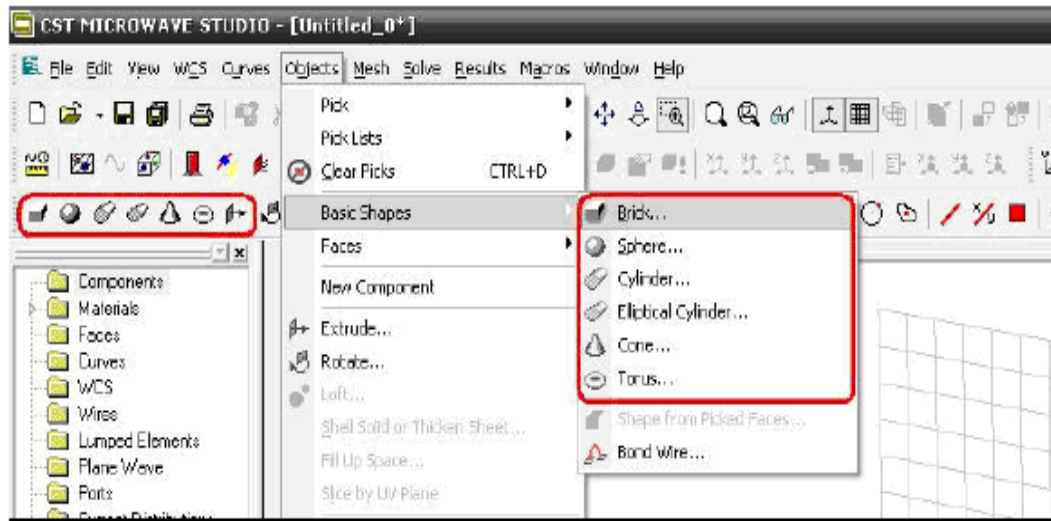 CST MICROWAVE STUDIO - [Untitled_0*]
File Edit View WCS Curves Objects Mesh Solve Results Macros Window Help
Pick
Pick Lists
Clear Picks CTRL+D
Basic Shapes
Faces
New Component
Extrude...
Rotate...
Loft...
Shell Solid or Thicken Sheet...
Fill Up Space...
Slice by UV Plane
Brick...
Sphere...
Cylinder...
Elliptical Cylinder...
Cone...
Torus...
Shape from Picked Faces...
Bond Wire...
Components
Materials
Faces
Curves
WCS
Wires
Lumped Elements
Plane Wave
Ports